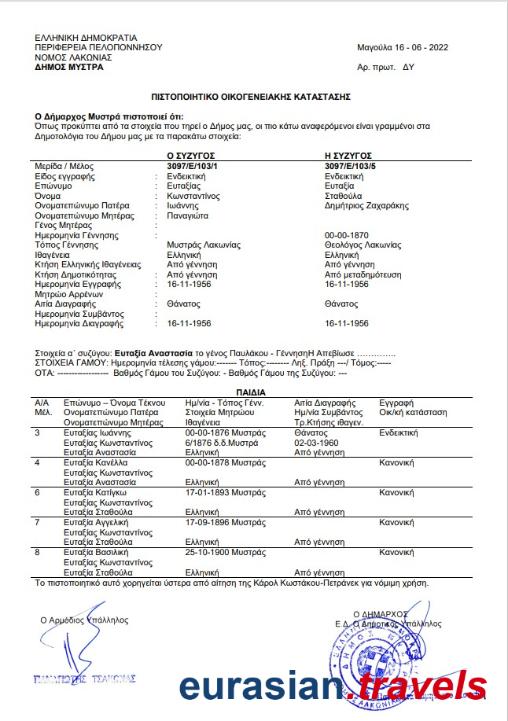 ΕΛΛΗΝΙΚΗ ΔΗΜΟΚΡΑΤΙΑ
ΠΕΡΙΦΕΡΕΙΑ ΠΕΛΟΠΟΝΝΗΣΟΥ Μαγούλα 16 - 06 - 2022
ΝΟΜΟΣ ΛΑΚΩΝΙΑΣ
ΔΗΜΟΣ ΜΥΣΤΡΑ Αρ. πρωτ. ΔΥ
ΠΙΣΤΟΠΟΙΗΤΙΚΟ ΟΙΚΟΓΕΝΕΙΑΚΗΣ ΚΑΤΑΣΤΑΣΗΣ
Ο Δήμαρχος Μυστρά πιστοποιεί ότι:
Όπως προκύπτει από τα στοιχεία που τηρεί ο Δήμος μας, οι πιο κάτω αναφερόμενοι είναι γραμμένοι στα
Δημοτολόγια του Δήμου μας με τα παρακάτω στοιχεία:
Ο ΣΥΖΥΓΟΣ Η ΣΥΖΥΓΟΣ
Μερίδα / Μέλος : 3097/Ε/103/1 3097/Ε/103/5
Είδος εγγραφής : Ενδεικτική Ενδεικτική
Επώνυμο : Ευταξίας Ευταξία
Όνομα : Κωνσταντίνος Σταθούλα
Ονοματεπώνυμο Πατέρα : Ιωάννης Δημήτριος Ζαχαράκης
Ονοματεπώνυμο Μητέρας : Παναγιώτα
Γένος Μητρός :
Ημερομηνία Γέννησης : 00-00-1870
Τόπος Γέννησης : Μυστράς Λακωνίας Θεολόγος Λακωνίας
Ιθαγένεια : Ελληνική Ελληνική
Κτήση Ελληνικής Ιθαγένειας : Από γέννηση Από γέννηση
Κτήση Δημοτικότητας : Από γέννηση Από μεταδημότευση
Ημερομηνία Εγγραφής : 16-11-1956 16-11-1956
Μητρώο Αρρένων :
Αιτία Διαγραφής : Θάνατος Θάνατος
Ημερομηνία Συμβάντος :
Ημερομηνία Διαγραφής : 16-11-1956 16-11-1956
Στοιχεία α΄ συζύγου: Ευταξία Αναστασία το γένος Παυλάκου - ΓέννησηΗ Απεβίωσε …………..
ΣΤΟΙΧΕΙΑ ΓΑΜΟΥ: Ημερομηνία τέλεσης γάμου:------- Τόπος:-------- Ληξ. Πράξη ---/ Τόμος:-----
ΟΤΑ: ------------------ Βαθμός Γάμου του Συζύγου: - Βαθμός Γάμου της Συζύγου: ---
ΠΑΙΔΙΑ
Α/Α Επώνυμο – Όνομα Τέκνου Ημ/νία - Τόπος Γένν. Αιτία Διαγραφής Εγγραφή
Μέλ. Ονοματεπώνυμο Πατέρα Στοιχεία Μητρώου Ημ/νία Συμβάντος Οικ/κή κατάσταση
Ονοματεπώνυμο Μητέρας Ιθαγένεια Τρ.Κτήσης ιθαγεν.
3 Ευταξίας Ιωάννης 00-00-1876 Μυστράς Θάνατος Ενδεικτική
Ευταξίας Κωνσταντίνος 6/1876 δ.δ.Μυστρά 02-03-1960
Ευταξία Αναστασία Ελληνική Από γέννηση
4 Ευταξία Κανέλλα 00-00-1878 Μυστράς Κανονική
Ευταξίας Κωνσταντίνος
Ευταξία Αναστασία Ελληνική Από γέννηση
6 Ευταξία Κατίγκω 17-01-1893 Μυστράς Κανονική
Ευταξίας Κωνσταντίνος
Ευταξία Σταθούλα Ελληνική Από γέννηση
7 Ευταξία Αγγελική 17-09-1896 Μυστράς Κανονική
Ευταξίας Κωνσταντίνος
Ευταξία Σταθούλα Ελληνική Από γέννηση
8 Ευταξία Βασιλική 25-10-1900 Μυστράς Κανονική
Ευταξίας Κωνσταντίνος
Ευταξία Σταθούλα Ελληνική Από γέννηση
Το πιστοποιητικό αυτό χορηγείται ύστερα από αίτηση της Κάρολ Κωστάκου-Πετράνεκ για νόμιμη χρήση.
Ο Αρμόδιος Υπάλληλος Ο ΔΗΜΑΡΧΟΣ
Ε.Δ. Ο Δημοτικός Υπάλληλος
ΠΑΝΑΓΙΩΤΗΣ ΤΣΑΚΟΝΑΣ
eurasian.travels